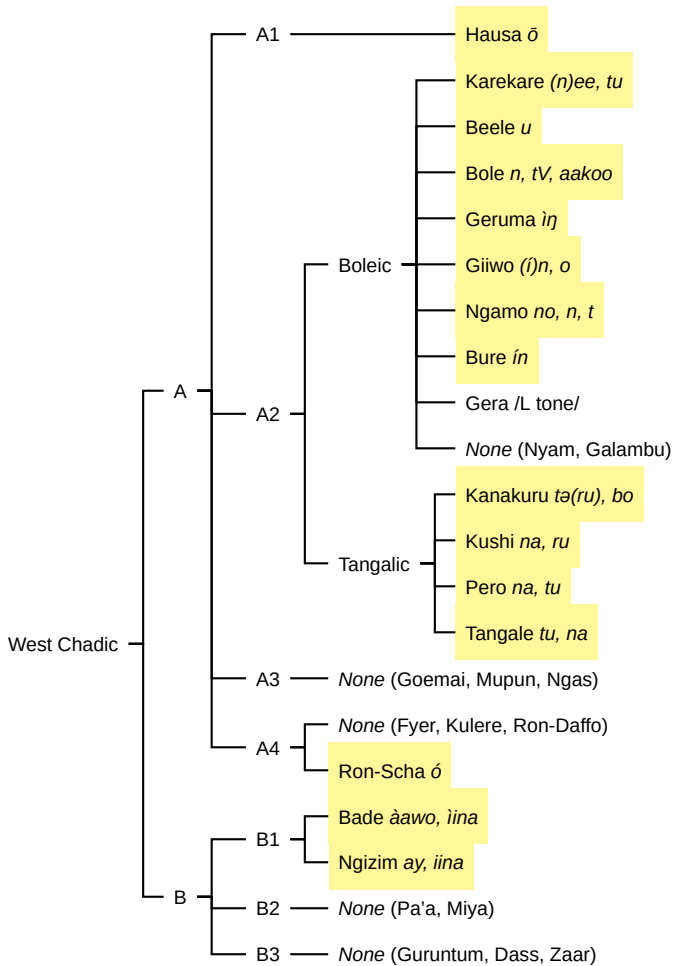 A1
Hausa ō
Karekare (n)ee, tu
Beele u
Bole n, tV, aakoo
Geruma ìŋ
Boleic
Giiwo (í)n, o
Ngamo no, n, t
Bure ín
A
Gera /L tone/
A2
None (Nyam, Galambu)
Kanakuru tə(ru), bo
Kushi na, ru
Tangalic
Pero na, tu
Tangale tu, na
West Chadic
A3
None (Goemai, Mupun, Ngas)
None (Fyer, Kulere, Ron-Daffo)
A4
Ron-Scha ó
Bade àawo, ìina
B1
Ngizim ay, iina
B
B2
None (Pa’a, Miya)
B3
None (Guruntum, Dass, Zaar)